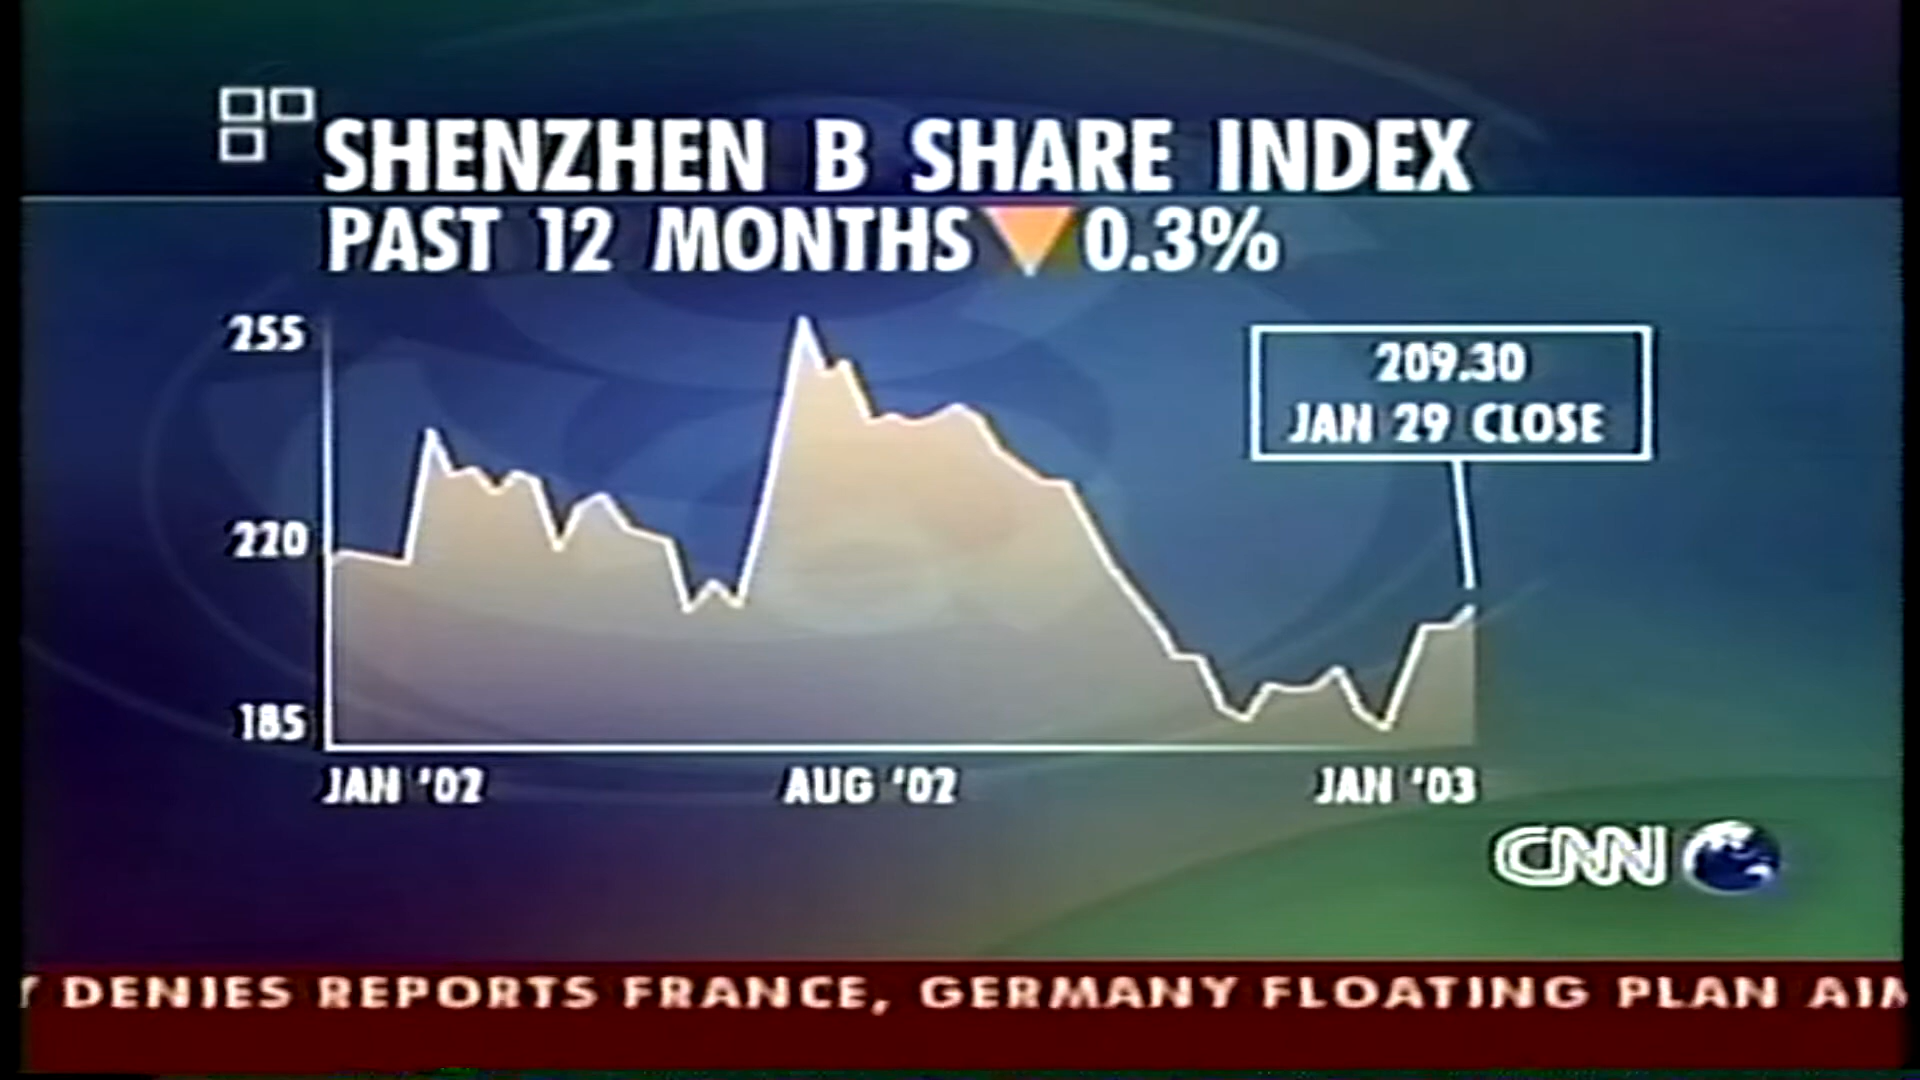 SHENZHEN B SHARE INDEX
PAST 12 MONTHS 0.3%
255
220
185
209.30
JAN 29 CLOSE
JAN '02
AUG '02
JAN '03
CNN
DENIES REPORTS FRANCE, GERMANY FLOATING PLAN